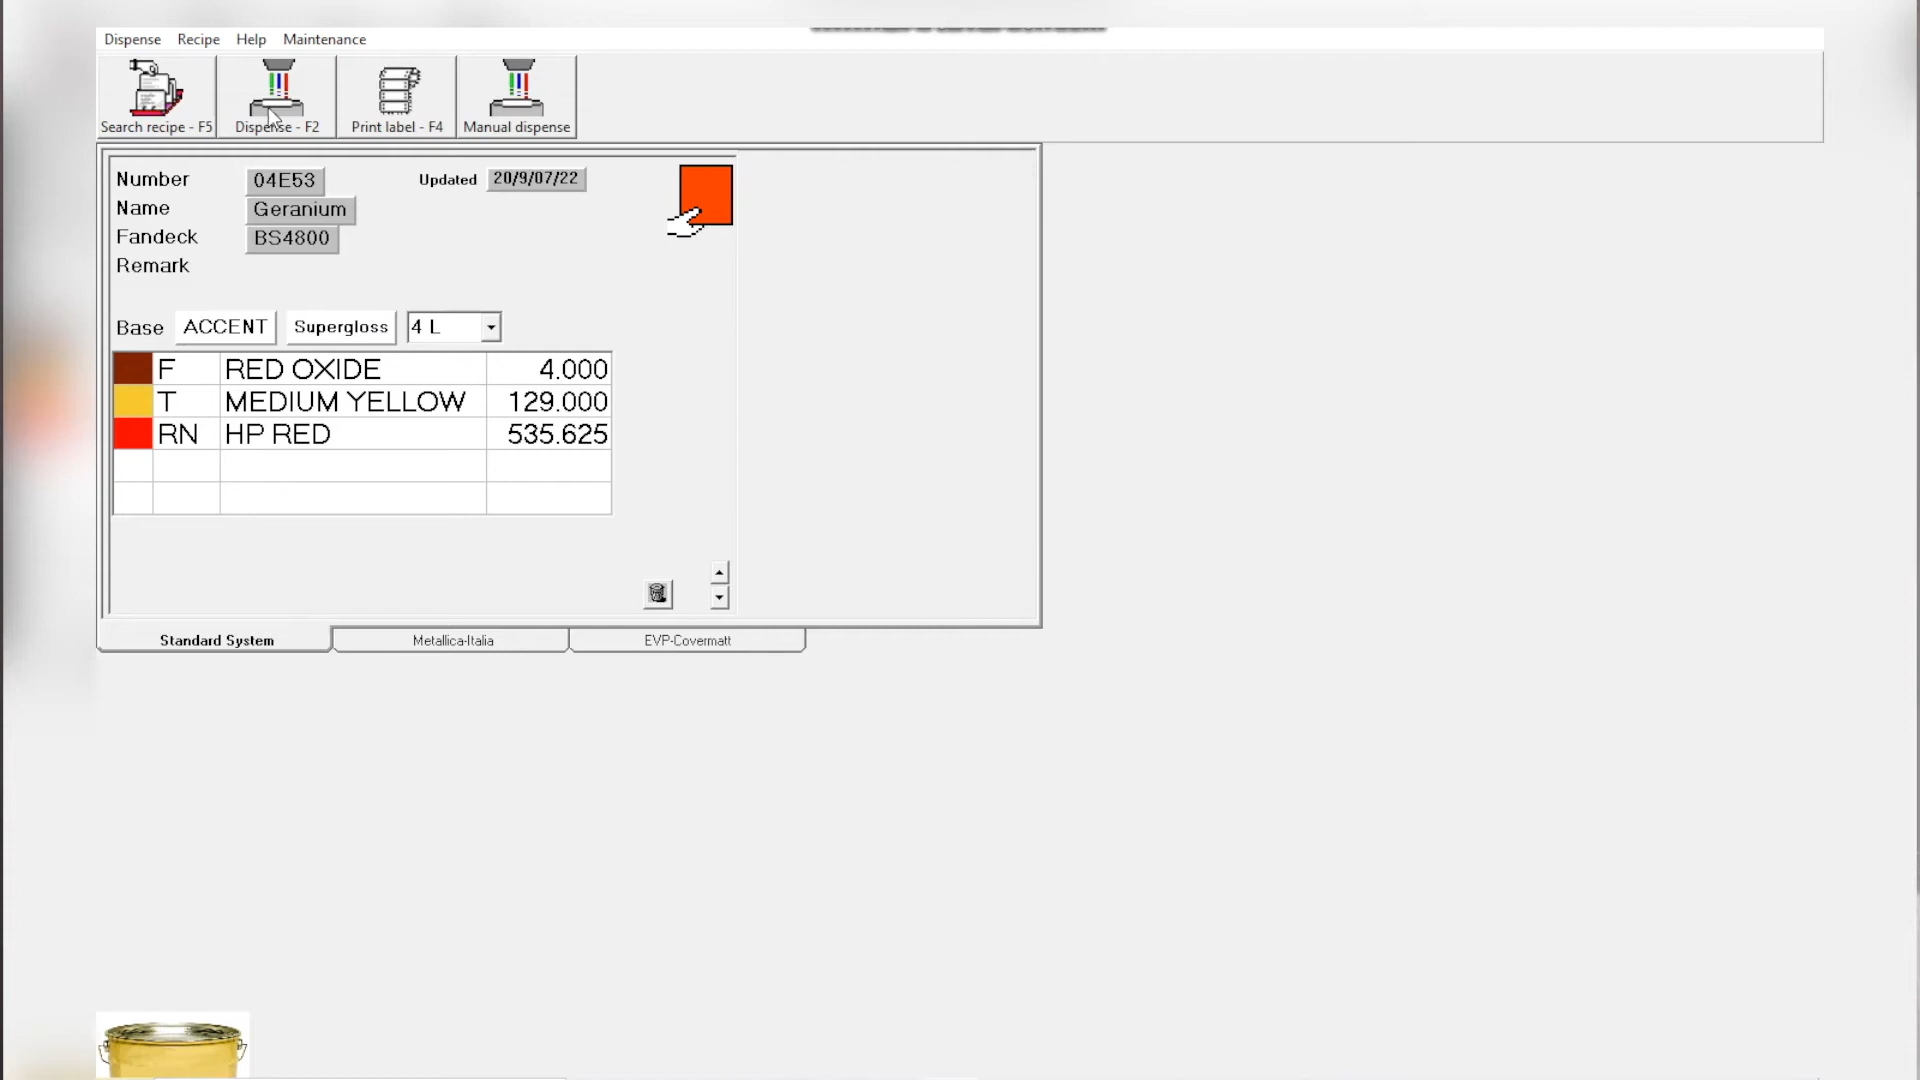 Dispense Recipe Help Maintenance
Search recipe - F5 Dispense - F2 Print label - F4 Manual dispense
Number 04E53 Updated 20/9/07/22
Name Geranium
Fandeck BS4800
Remark
Base ACCENT Supergloss 4 L
F RED OXIDE 4.000
T MEDIUM YELLOW 129.000
RN HP RED 535.625
Standard System Metallica-Italia EVP-Covermatt